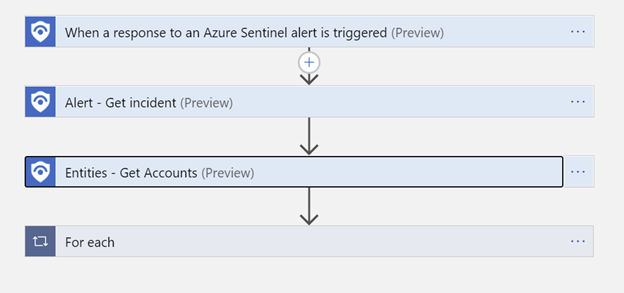 When a response to an Azure Sentinel alert is triggered (Preview)
Alert - Get incident (Preview)
Entities - Get Accounts (Preview)
For each